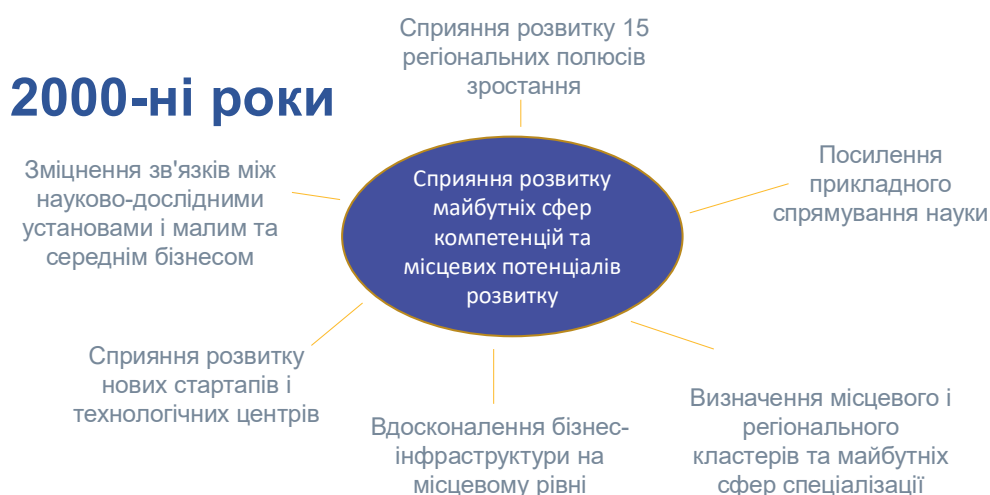 2000-ні роки
Сприяння розвитку 15
регіональних полюсів
зростання
Зміцнення зв'язків між
науково-дослідними
установами і малим та
середнім бізнесом
Сприяння розвитку
майбутніх сфер
компетенцій та
місцевих потенціалів
розвитку
Посилення
прикладного
спрямування науки
Сприяння розвитку
нових стартапів і
технологічних центрів
Вдосконалення бізнес-
інфраструктури на
місцевому рівні
Визначення місцевого і
регіонального
кластерів та майбутніх
сфер спеціалізації